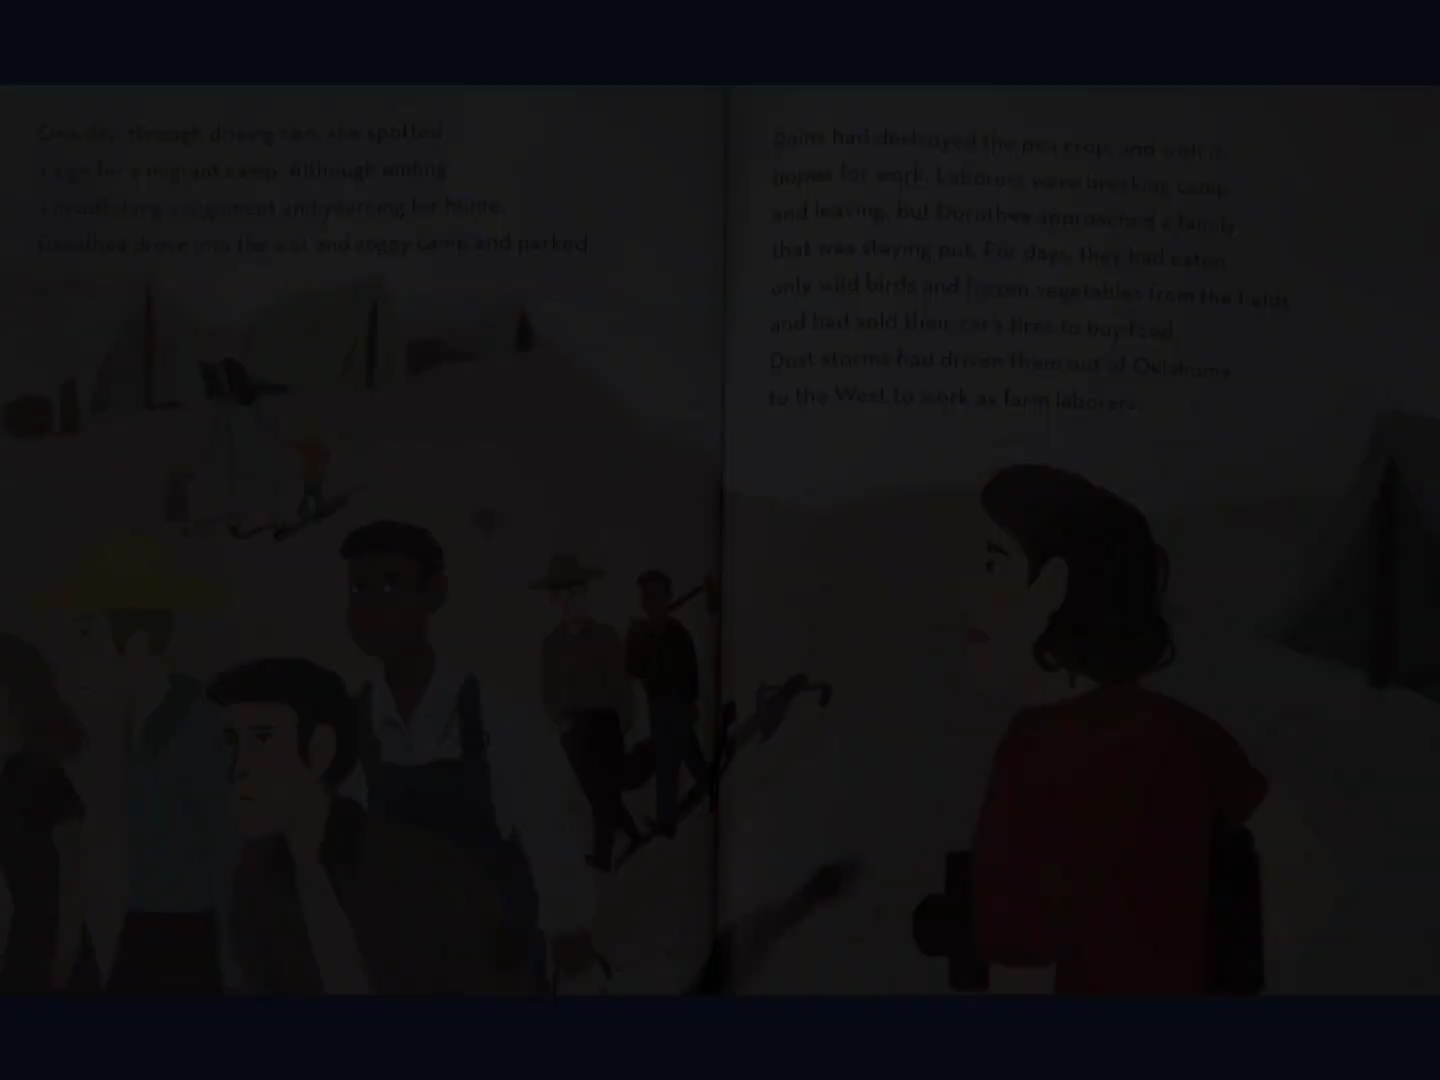 One day, through driving rain, she spotted
a sign for a migrant camp. Although ending
a month-long assignment and yearning for home,
Dorothea drove into the wet and soggy camp and parked.
Rains had destroyed the pea crop, and with it,
hopes for work. Laborers were breaking camp
and leaving, but Dorothea approached a family
that was staying put. For days, they had eaten
only wild birds and frozen vegetables from the fields
and had sold their car's tires to buy food.
Dust storms had driven them out of Oklahoma
to the West to work as farm laborers.